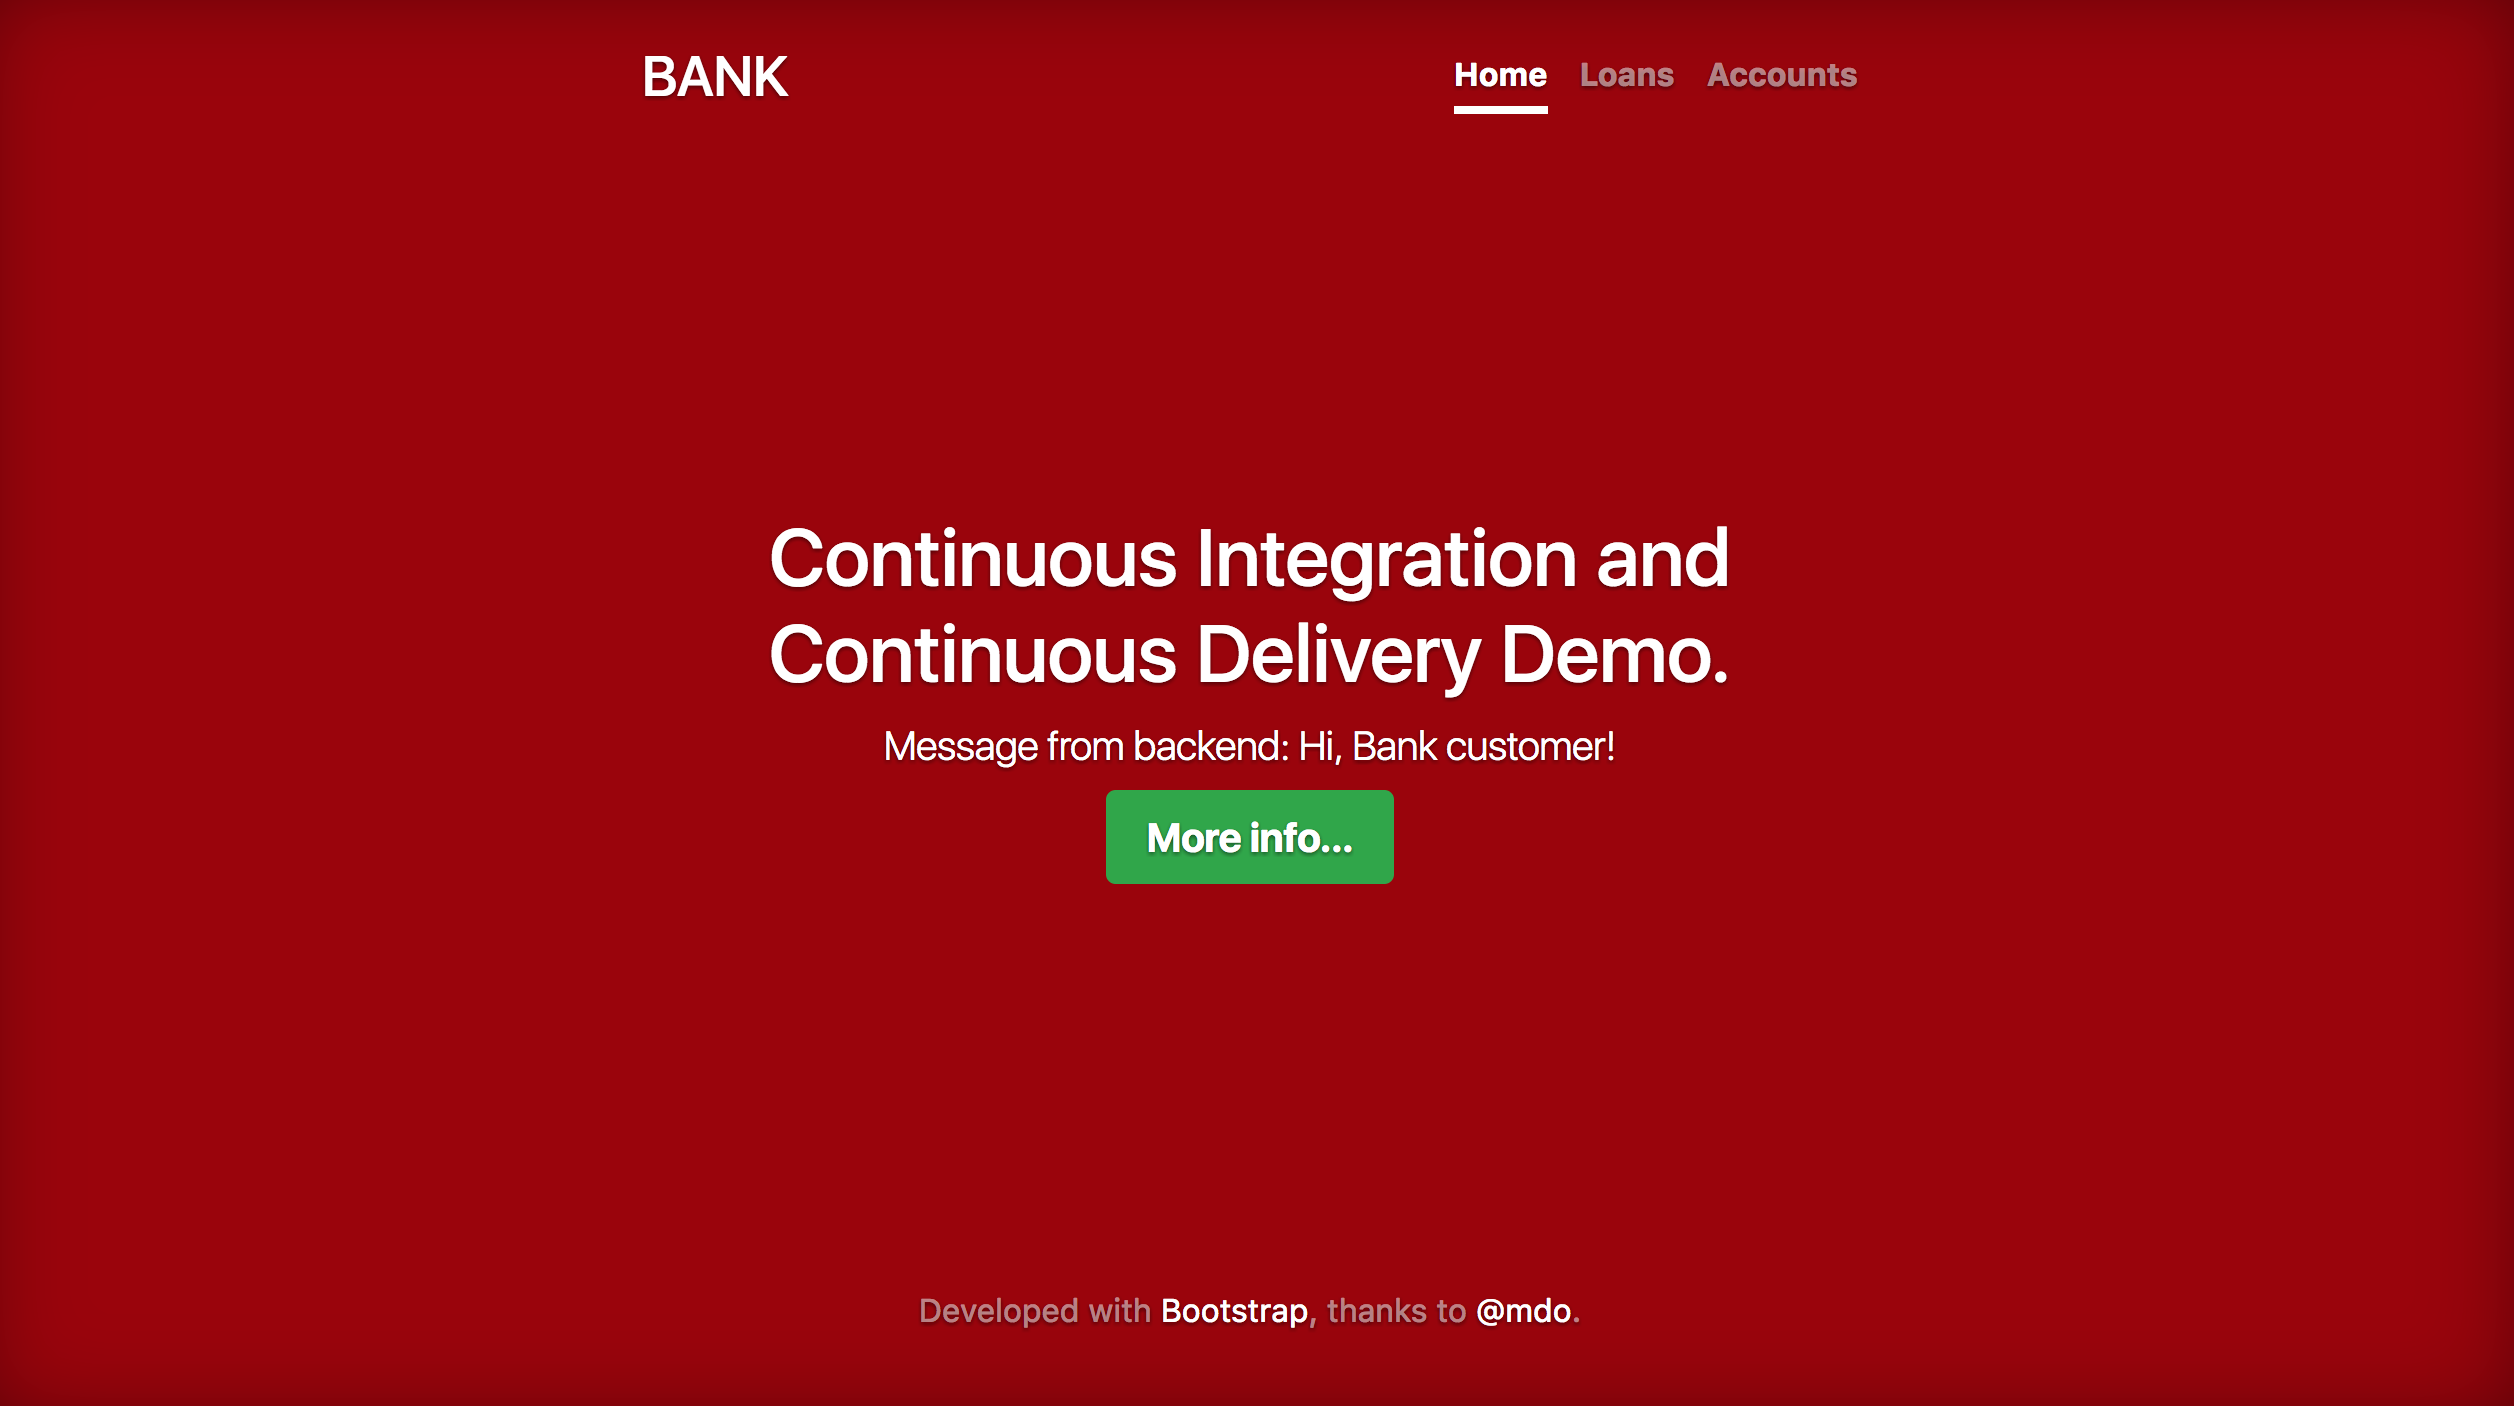 BANK
Home Loans Accounts
Continuous Integration and
Continuous Delivery Demo.
Message from backend: Hi, Bank customer!
More info...
Developed with Bootstrap, thanks to @mdo.